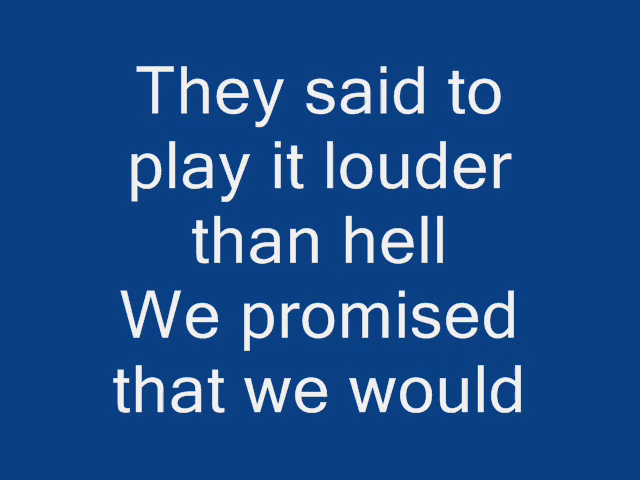 They said to
play it louder
than hell
We promised
that we would